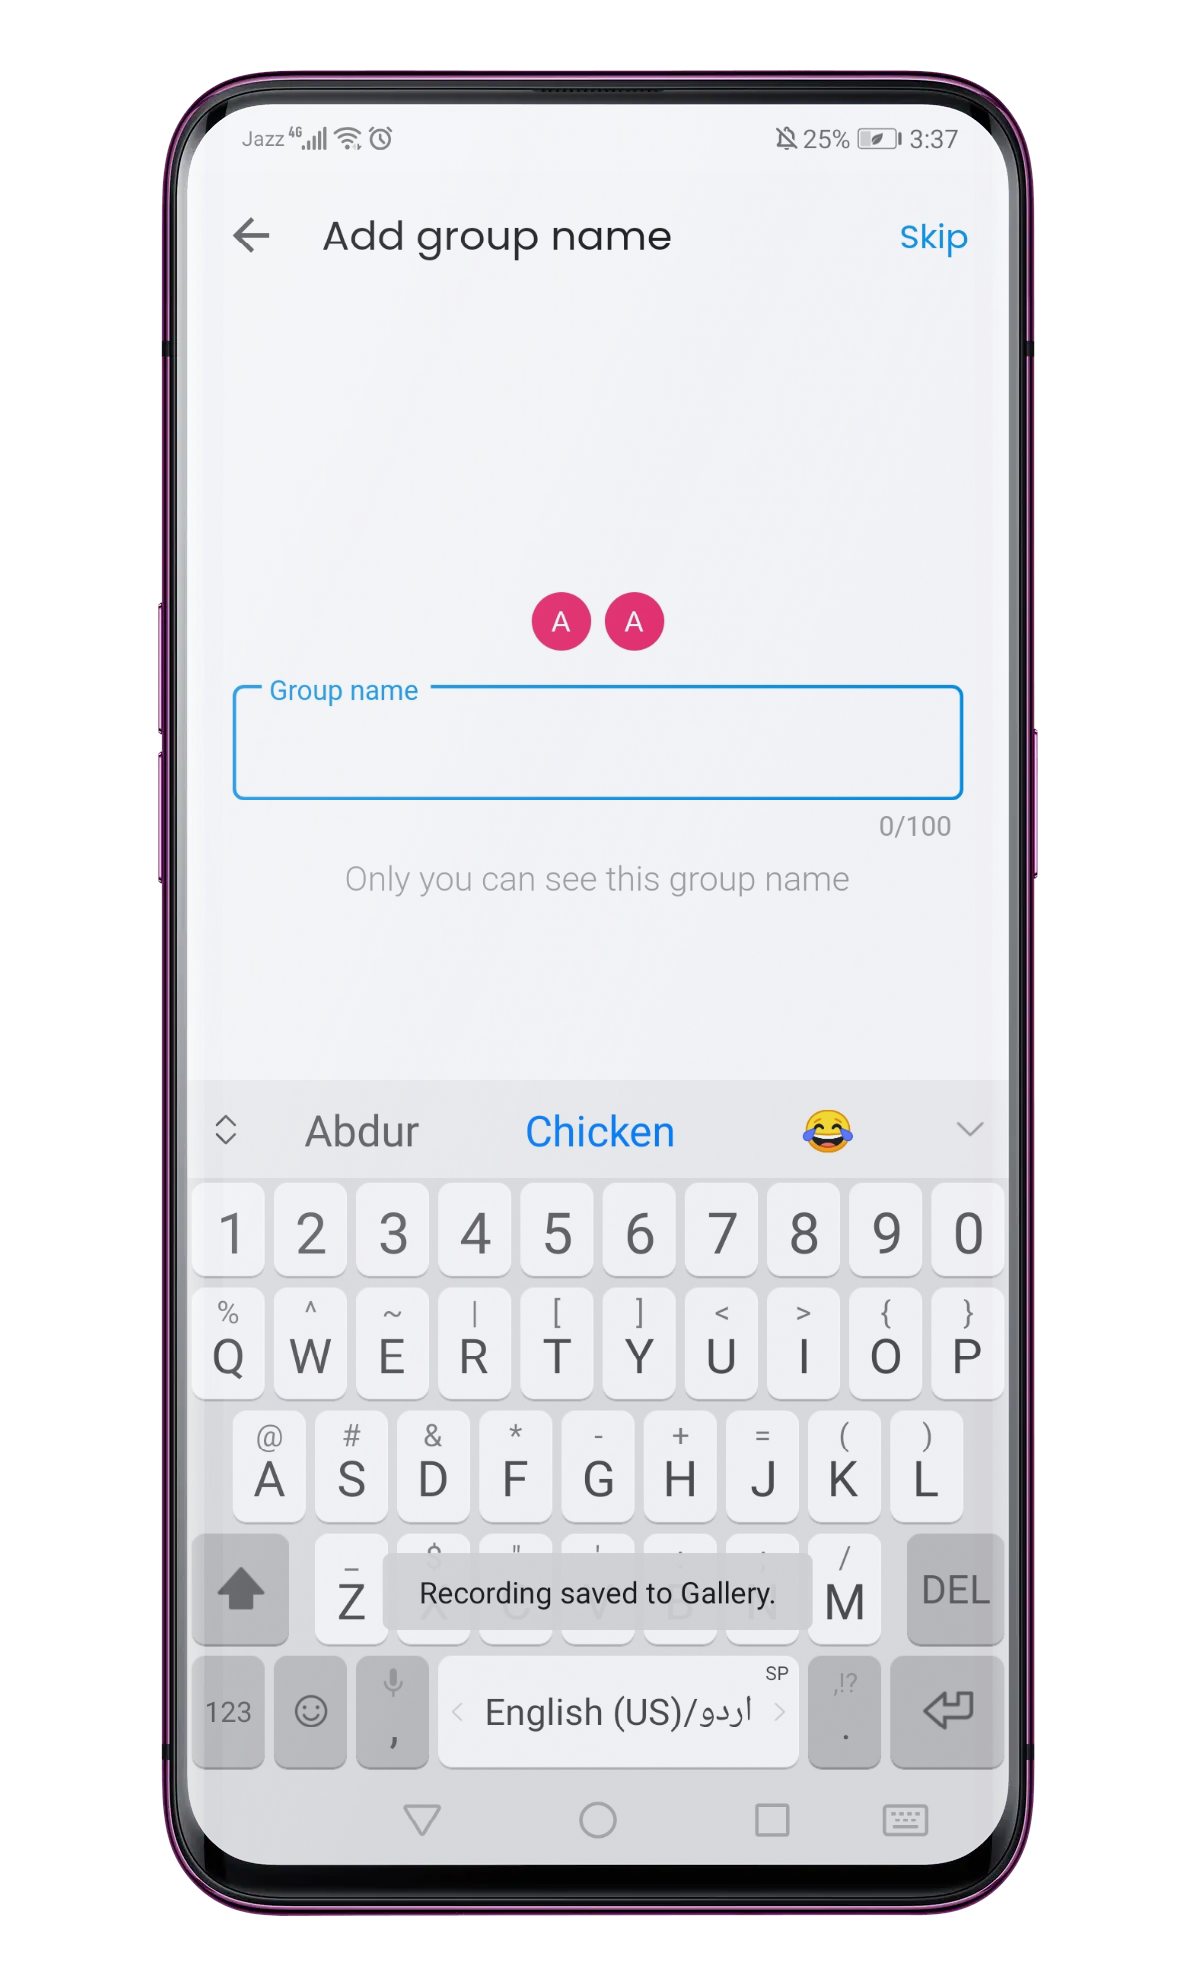 Jazz 4G 25% 3:37
Add group name Skip
A A
Group name
0/100
Only you can see this group name
Abdur Chicken 😂
1 2 3 4 5 6 7 8 9 0
% ^ ~ | [ ] < > { }
Q W E R T Y U I O P
@ # & * - + = ( )
A S D F G H J K L
_ $ " ' : ; /
Z X C V B N M DEL
Recording saved to Gallery.
SP ,!?
123 , English (US)/اردو .